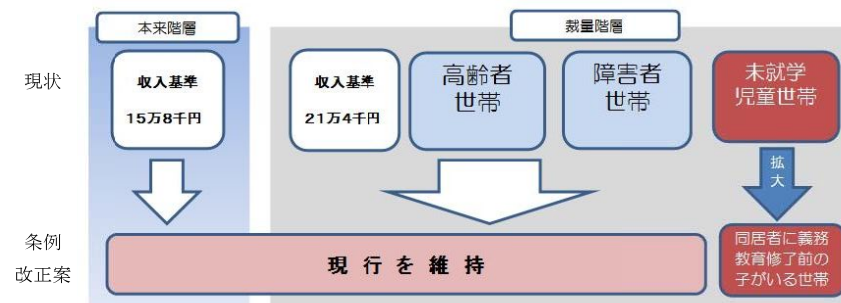 本来階層
裁量階層
現状
収入基準
15万8千円
収入基準
21万4千円
高齢者
世帯
障害者
世帯
未就学
児童世帯
拡
大
条例
改正案
現行を維持
同居者に義務
教育修了前の
子がいる世帯